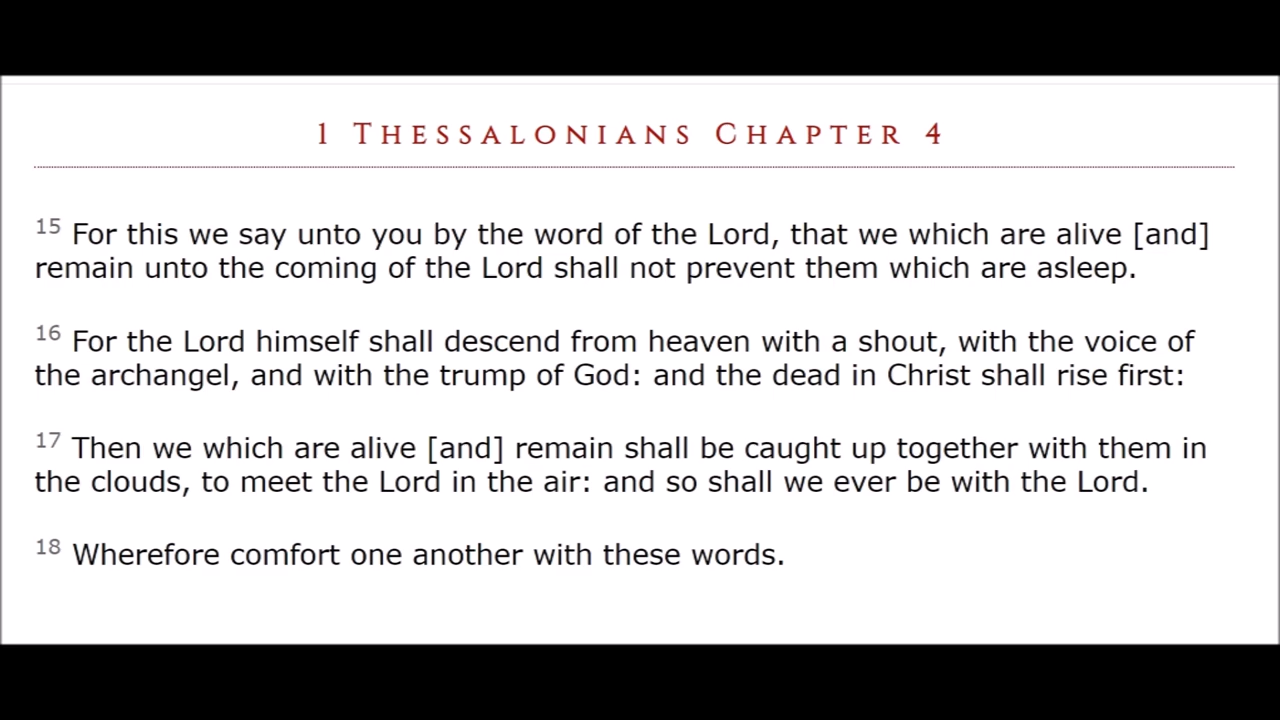 1 Thessalonians Chapter 4
15 For this we say unto you by the word of the Lord, that we which are alive [and]
remain unto the coming of the Lord shall not prevent them which are asleep.
16 For the Lord himself shall descend from heaven with a shout, with the voice of
the archangel, and with the trump of God: and the dead in Christ shall rise first:
17 Then we which are alive [and] remain shall be caught up together with them in
the clouds, to meet the Lord in the air: and so shall we ever be with the Lord.
18 Wherefore comfort one another with these words.